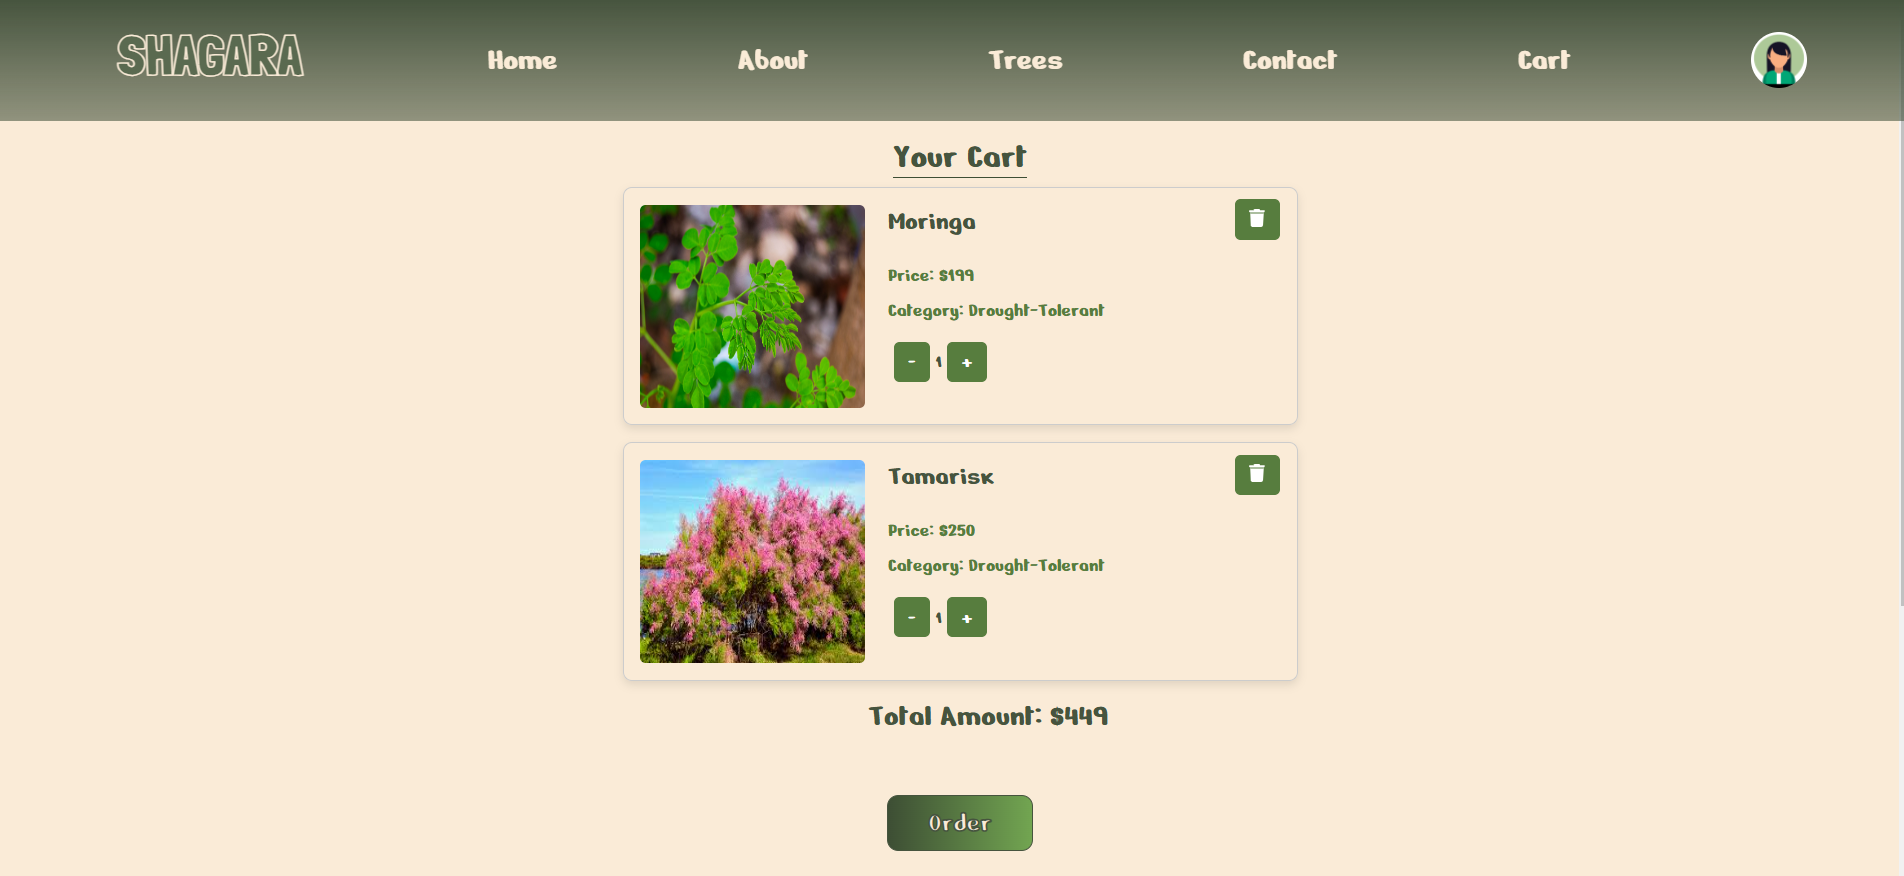 SHAGARA
Home
About
Trees
Contact
Cart
Your Cart
Moringa
Price: $199
Category: Drought-Tolerant
- 1 +
Tamarisk
Price: $250
Category: Drought-Tolerant
- 1 +
Total Amount: $449
Order